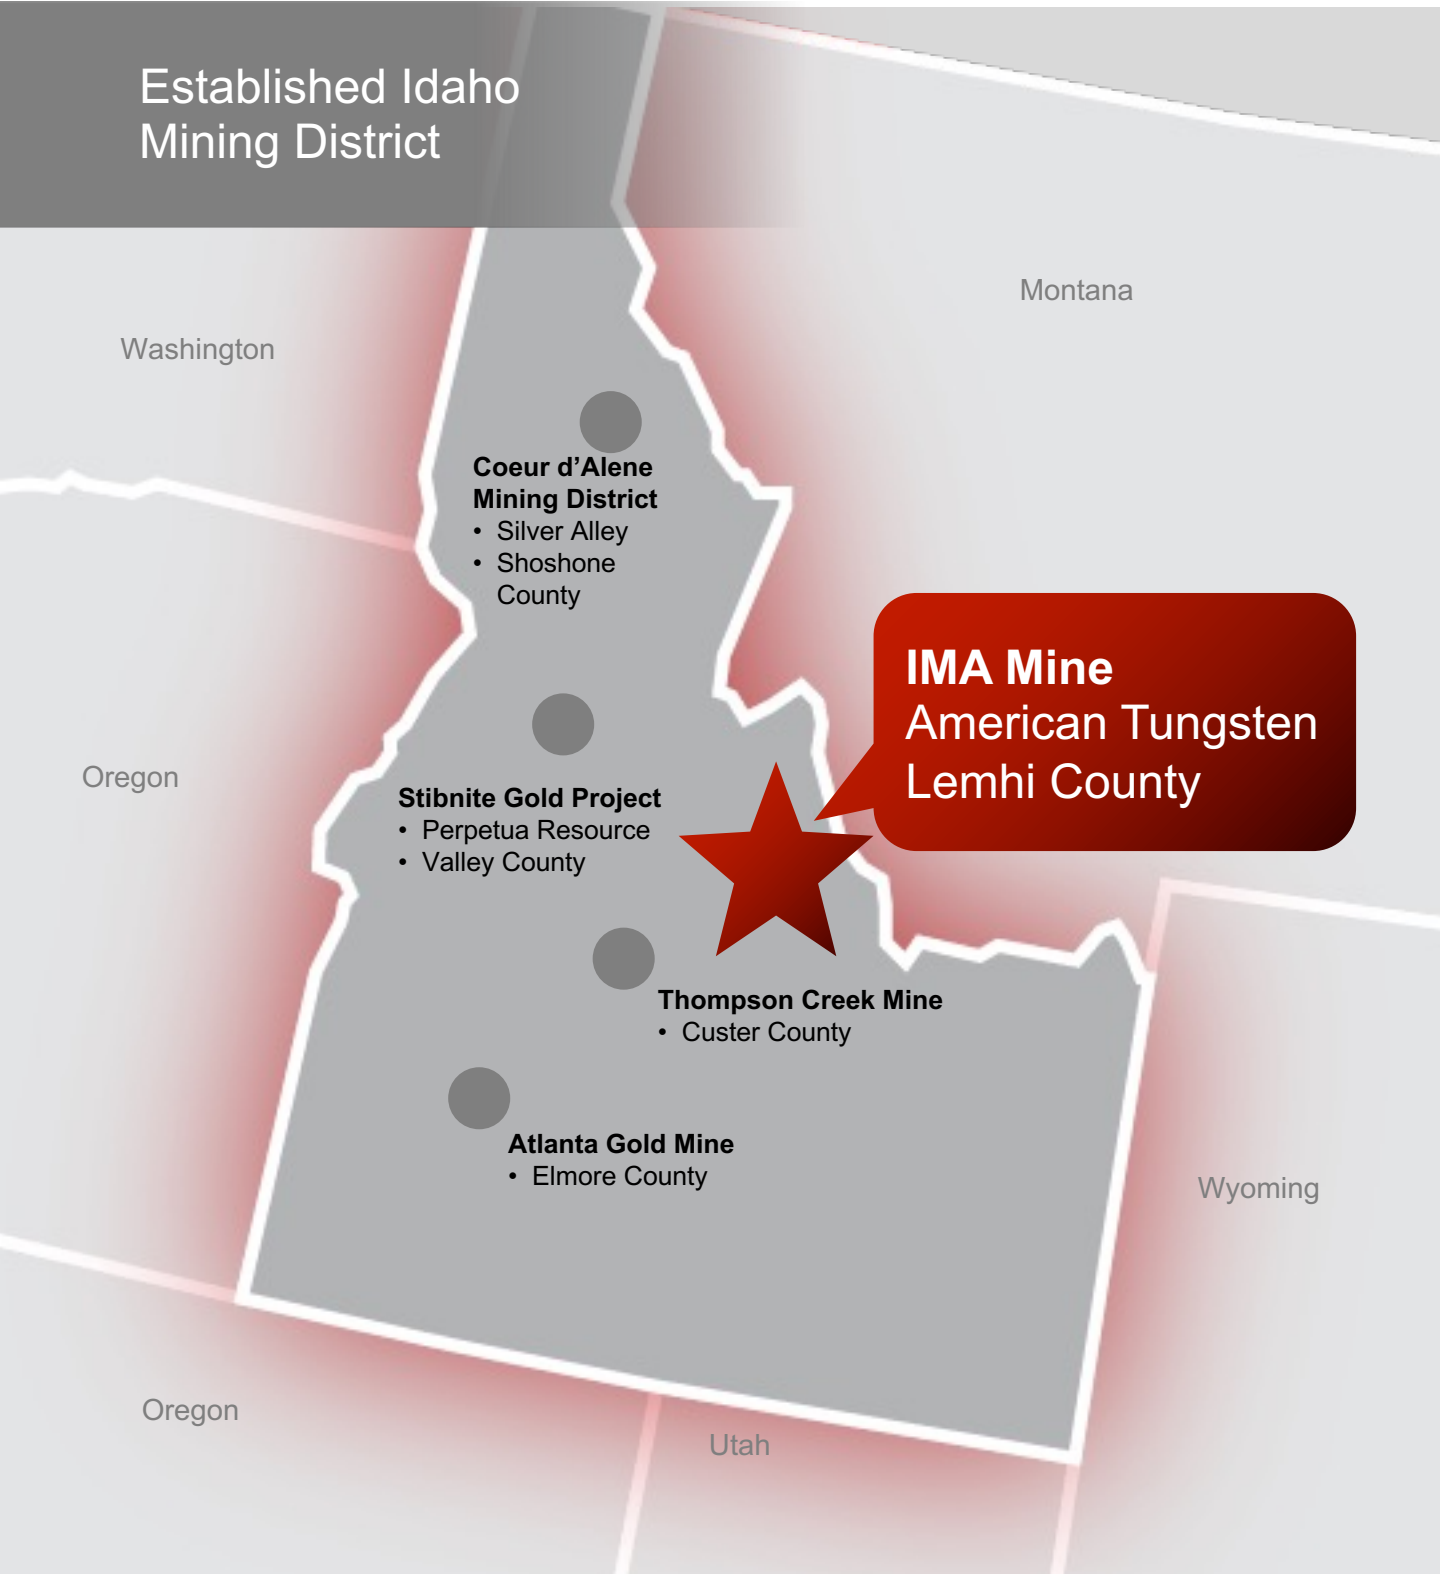 Established Idaho
Mining District
Montana
Washington
Coeur d’Alene
Mining District
• Silver Alley
• Shoshone
County
IMA Mine
American Tungsten
Lemhi County
Oregon
Stibnite Gold Project
• Perpetua Resource
• Valley County
Thompson Creek Mine
• Custer County
Atlanta Gold Mine
• Elmore County
Wyoming
Oregon
Utah